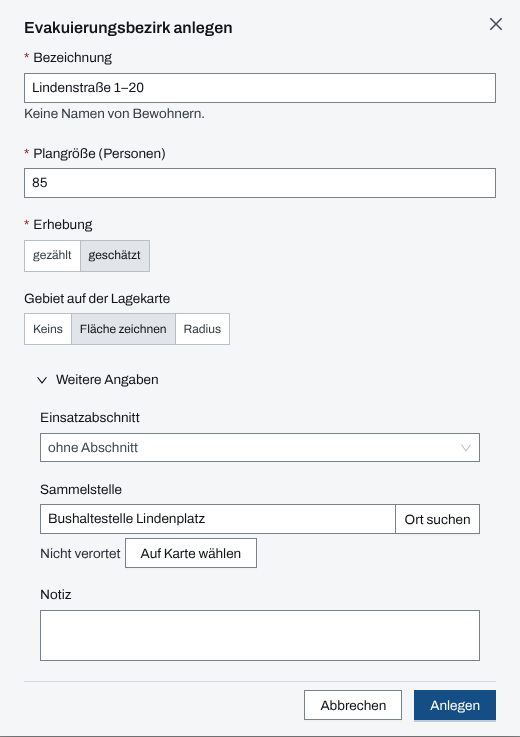 Evakuierungsbezirk anlegen
* Bezeichnung
Lindenstraße 1–20
Keine Namen von Bewohnern.
* Plangröße (Personen)
85
* Erhebung
gezählt geschätzt
Gebiet auf der Lagekarte
Keins Fläche zeichnen Radius
Weitere Angaben
Einsatzabschnitt
ohne Abschnitt
Sammelstelle
Bushaltestelle Lindenplatz Ort suchen
Nicht verortet Auf Karte wählen
Notiz
Abbrechen Anlegen